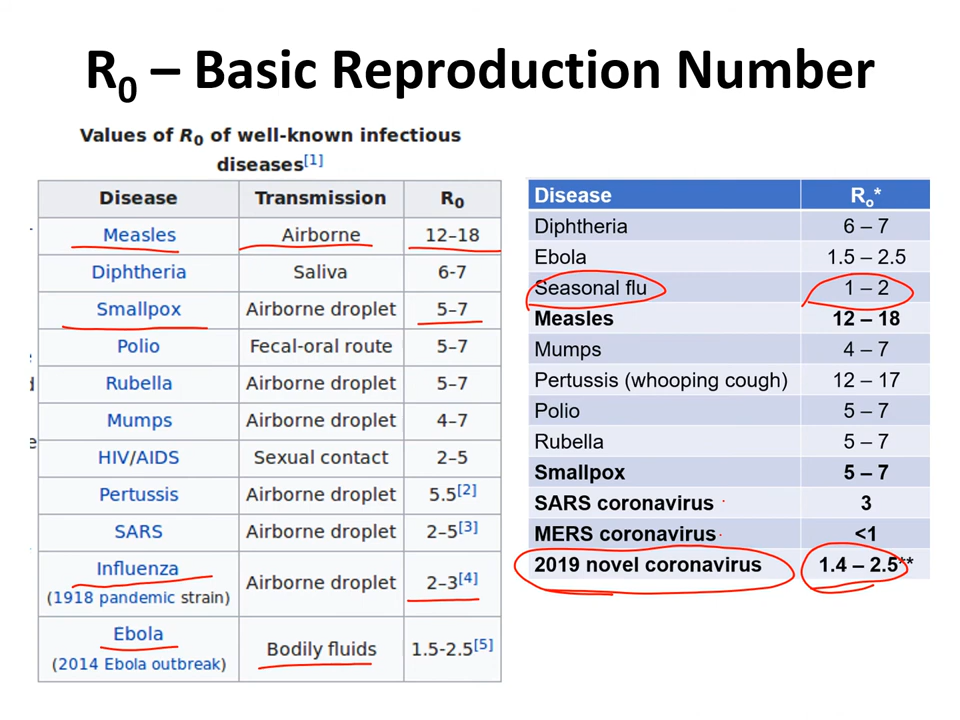 R₀ – Basic Reproduction Number
Values of R₀ of well-known infectious
diseases[1]
Disease Transmission R₀
Measles Airborne 12–18
Diphtheria Saliva 6-7
Smallpox Airborne droplet 5–7
Polio Fecal-oral route 5–7
Rubella Airborne droplet 5–7
Mumps Airborne droplet 4–7
HIV/AIDS Sexual contact 2–5
Pertussis Airborne droplet 5.5[2]
SARS Airborne droplet 2–5[3]
Influenza
(1918 pandemic strain) Airborne droplet 2–3[4]
Ebola
(2014 Ebola outbreak) Bodily fluids 1.5-2.5[5]
Disease Rₒ*
Diphtheria 6 – 7
Ebola 1.5 – 2.5
Seasonal flu 1 – 2
Measles 12 – 18
Mumps 4 – 7
Pertussis (whooping cough) 12 – 17
Polio 5 – 7
Rubella 5 – 7
Smallpox 5 – 7
SARS coronavirus 3
MERS coronavirus <1
2019 novel coronavirus 1.4 – 2.5**